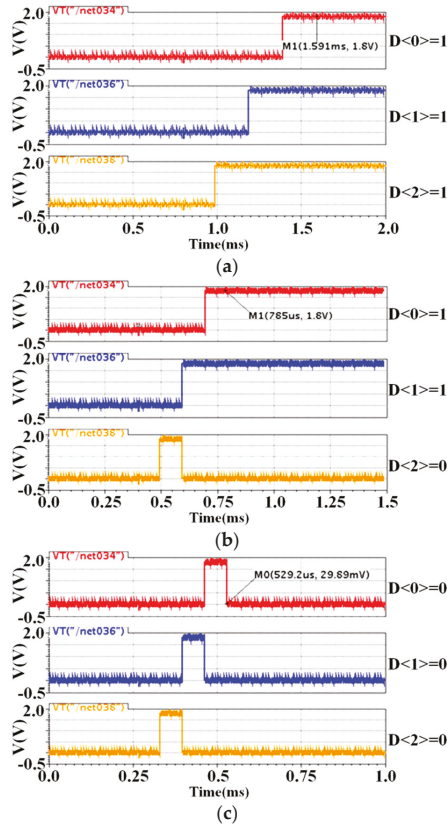 VT("/net034")
2.0
V(V)
M1(1.591ms, 1.8V)
D<0>=1
-0.5
VT("/net036")
2.0
V(V)
D<1>=1
-0.5
VT("/net038")
2.0
V(V)
D<2>=1
-0.5
0.0 0.5 1.0 1.5 2.0
Time(ms)
(a)
VT("/net034")
2.0
V(V)
M1(785us, 1.8V)
D<0>=1
-0.5
VT("/net036")
2.0
V(V)
D<1>=1
-0.5
VT("/net038")
2.0
V(V)
D<2>=0
-0.5
0.0 0.25 0.5 0.75 1.0 1.25 1.5
Time(ms)
(b)
VT("/net034")
2.0
V(V)
M0(529.2us, 29.89mV)
D<0>=0
-0.5
VT("/net036")
2.0
V(V)
D<1>=0
-0.5
VT("/net038")
2.0
V(V)
D<2>=0
-0.5
0.0 0.25 0.5 0.75 1.0
Time(ms)
(c)